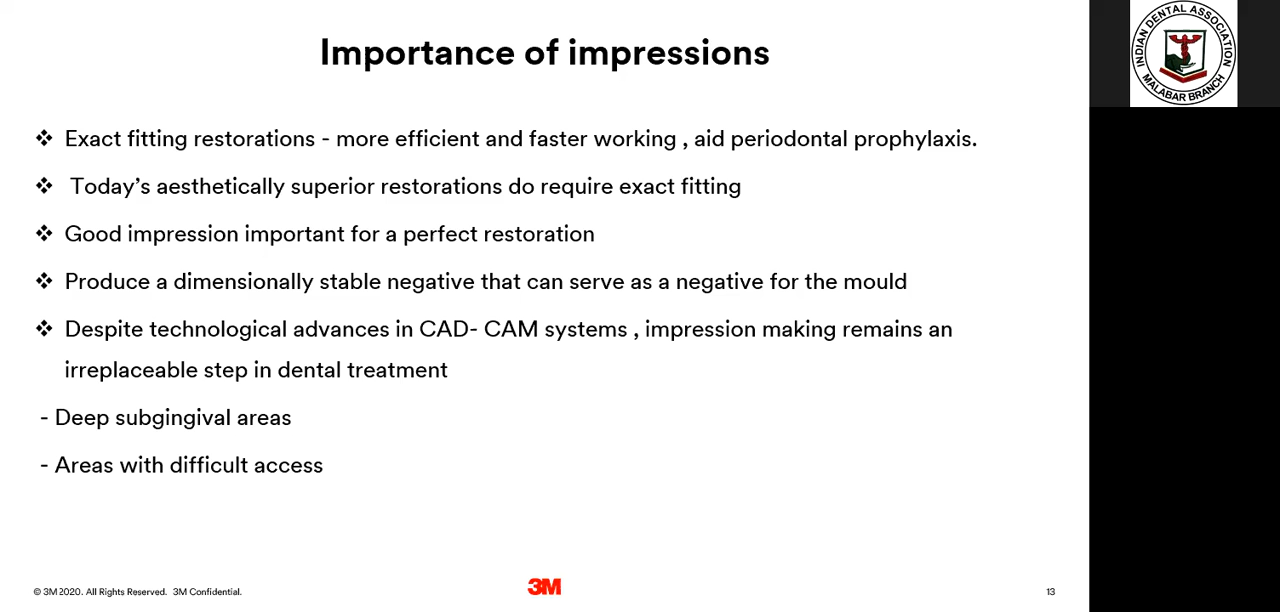 Importance of impressions
❖ Exact fitting restorations - more efficient and faster working , aid periodontal prophylaxis.
❖ Today’s aesthetically superior restorations do require exact fitting
❖ Good impression important for a perfect restoration
❖ Produce a dimensionally stable negative that can serve as a negative for the mould
❖ Despite technological advances in CAD- CAM systems , impression making remains an
irreplaceable step in dental treatment
- Deep subgingival areas
- Areas with difficult access
© 3M 2020. All Rights Reserved. 3M Confidential.
3M
13
INDIAN DENTAL ASSOCIATION
MALABAR BRANCH